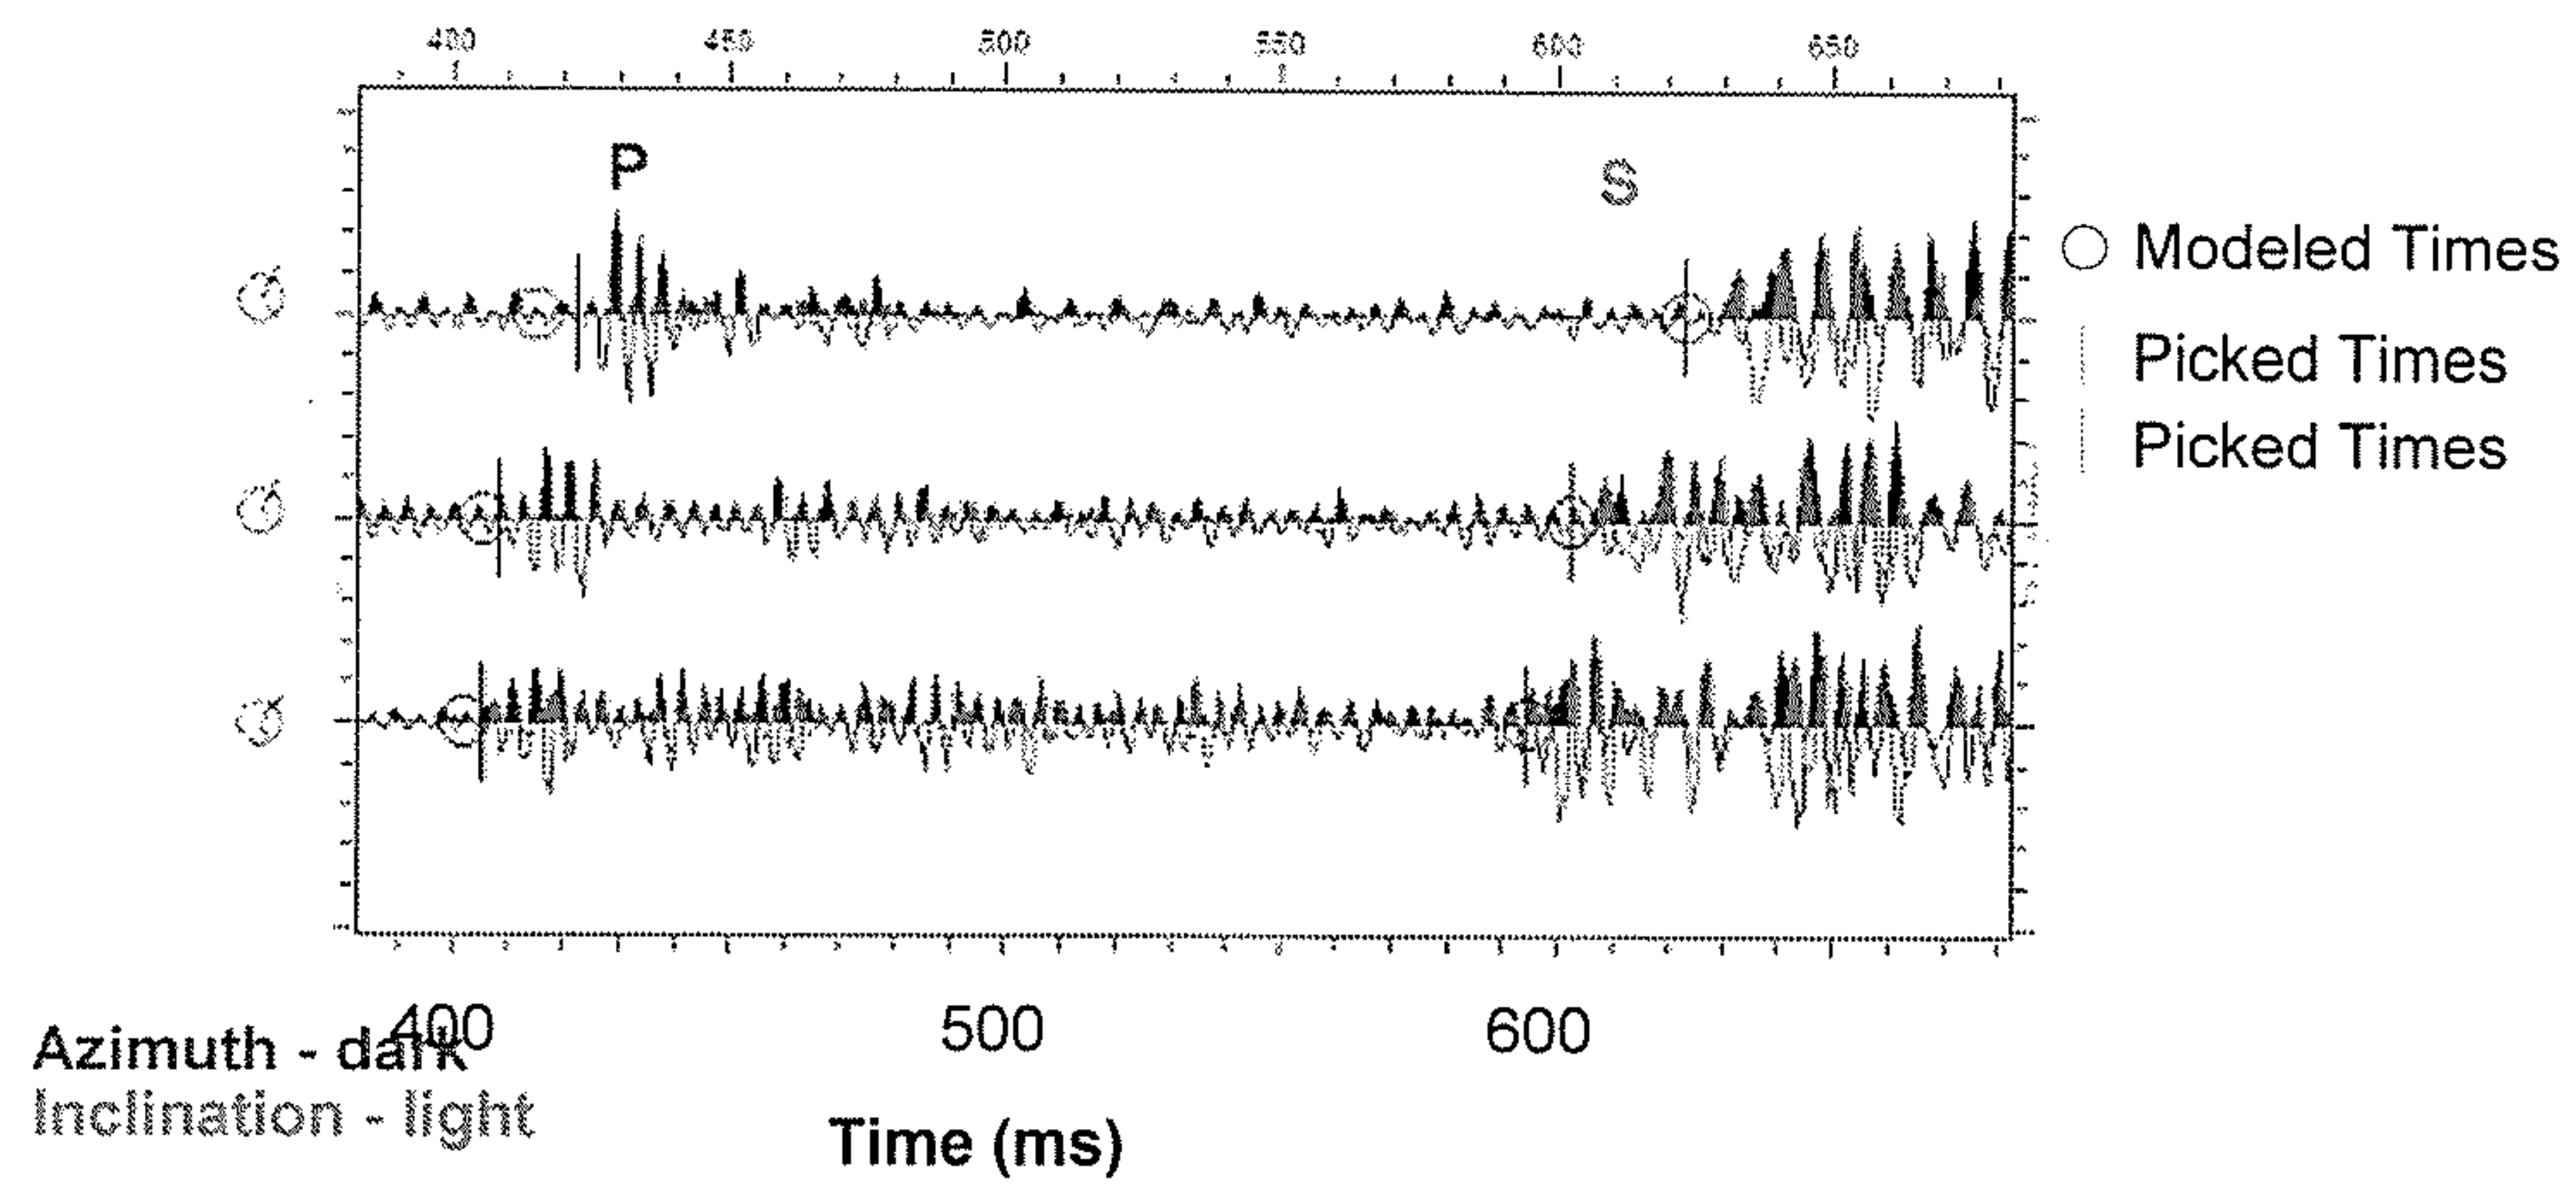 400 450 500 550 600 650
P S
Modeled Times
Picked Times
Picked Times
400 500 600
Azimuth - dark
Inclination - light
Time (ms)